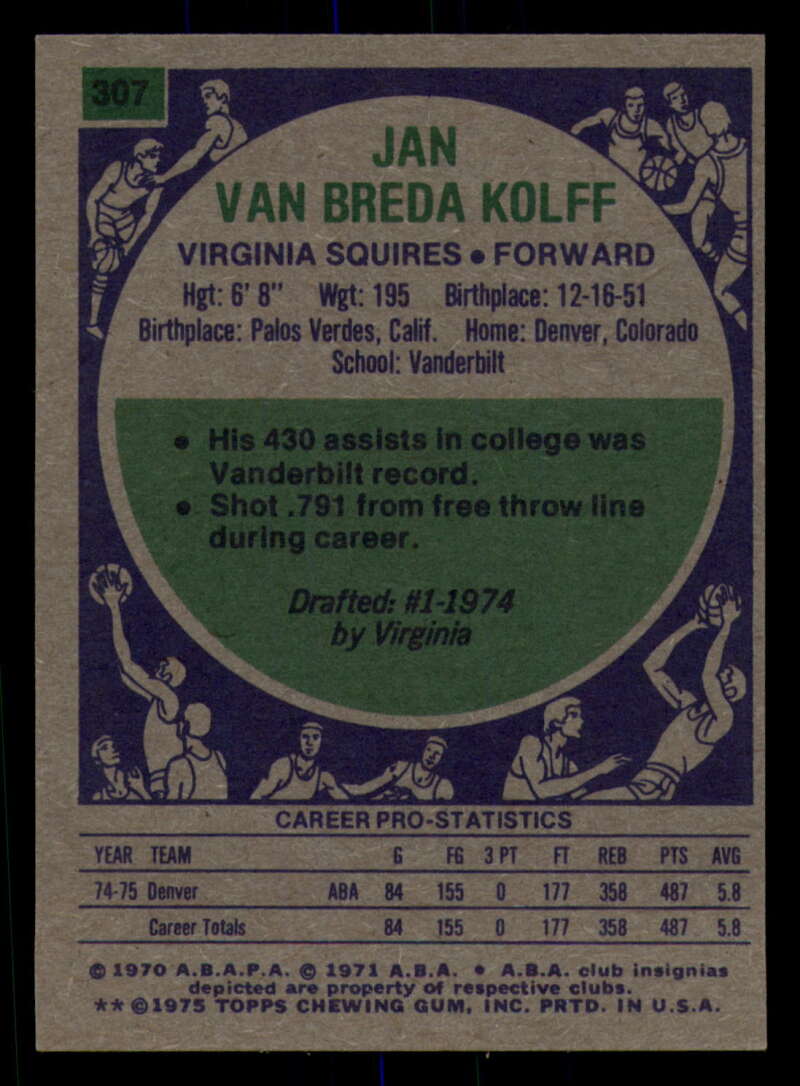 307
JAN
VAN BREDA KOLFF
VIRGINIA SQUIRES • FORWARD
Hgt: 6' 8" Wgt: 195 Birthplace: 12-16-51
Birthplace: Palos Verdes, Calif. Home: Denver, Colorado
School: Vanderbilt
• His 430 assists in college was
Vanderbilt record.
• Shot .791 from free throw line
during career.
Drafted: #1-1974
by Virginia
CAREER PRO-STATISTICS
YEAR TEAM G FG 3 PT FT REB PTS AVG
74-75 Denver ABA 84 155 0 177 358 487 5.8
Career Totals 84 155 0 177 358 487 5.8
© 1970 A.B.A.P.A. © 1971 A.B.A. • A.B.A. club insignias
depicted are property of respective clubs.
** ©1975 TOPPS CHEWING GUM, INC. PRTD. IN U.S.A.